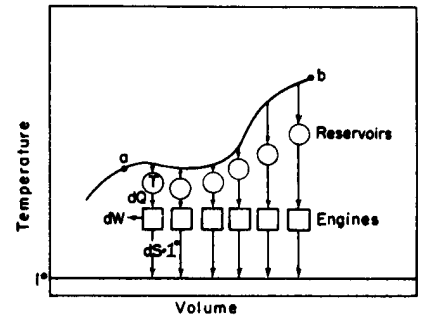 b
a
Reservoirs
T
dQ
dW
Engines
dS·1°
1°
Temperature
Volume